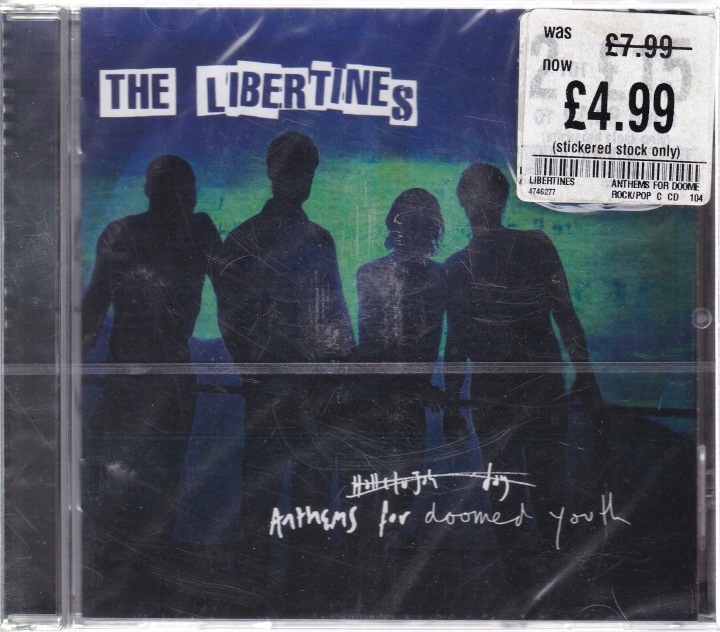 THE LIBERTINES
was £7.99
now
£4.99
(stickered stock only)
LIBERTINES ANTHEMS FOR DOOME
4746277 ROCK/POP C CD 104
day
Anthems for doomed youth